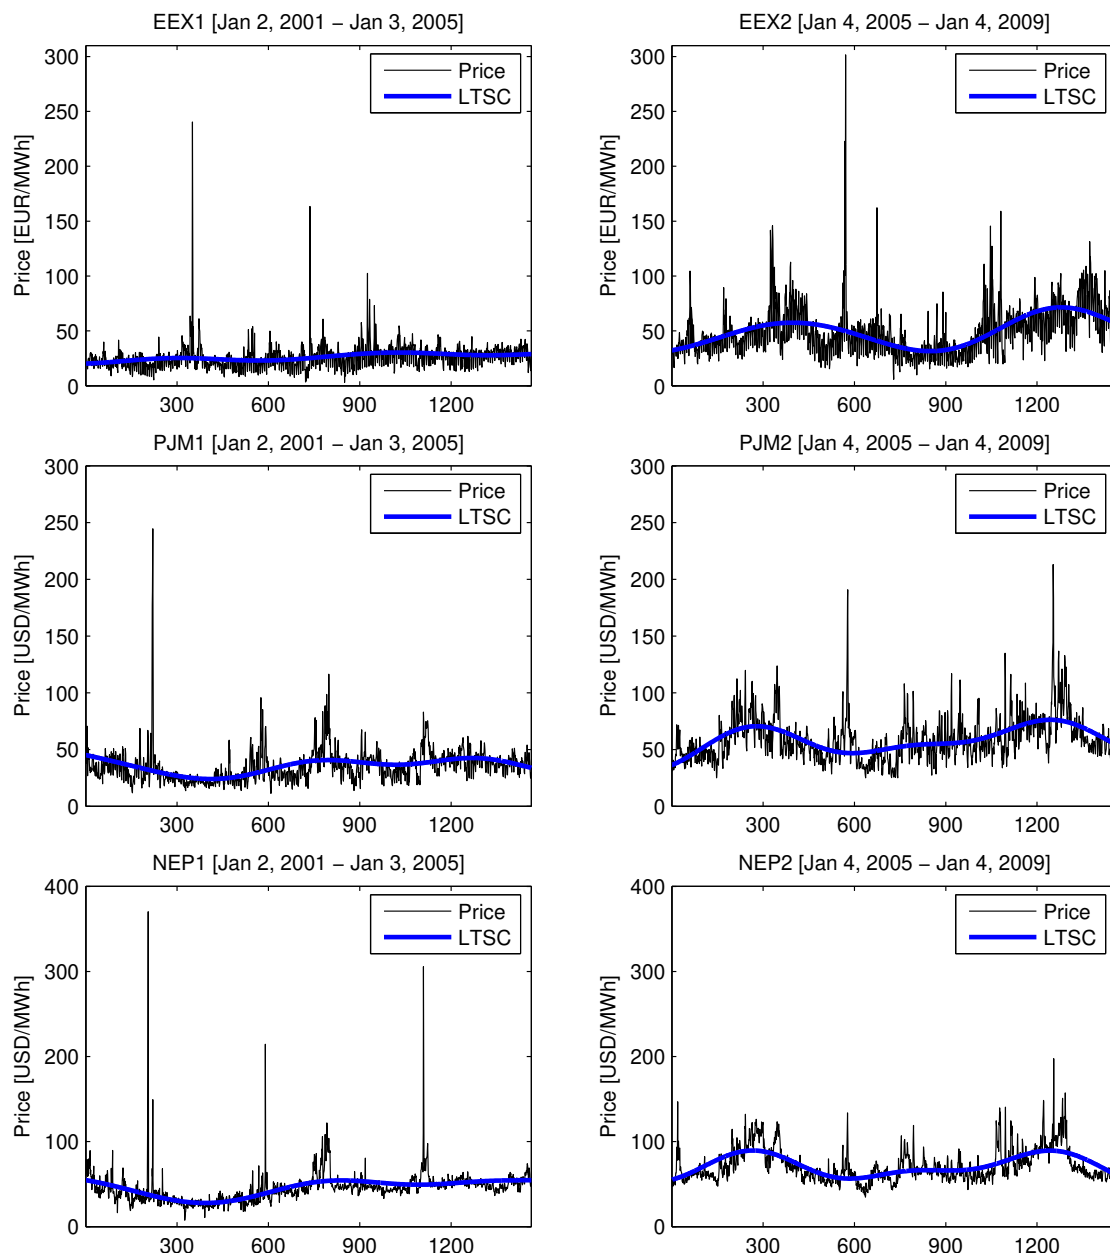 EEX1 [Jan 2, 2001 − Jan 3, 2005]
300
250
200
150
100
50
0
Price [EUR/MWh]
Price
LTSC
300
600
900
1200
EEX2 [Jan 4, 2005 − Jan 4, 2009]
300
250
200
150
100
50
0
Price [EUR/MWh]
Price
LTSC
300
600
900
1200
PJM1 [Jan 2, 2001 − Jan 3, 2005]
300
250
200
150
100
50
0
Price [USD/MWh]
Price
LTSC
300
600
900
1200
PJM2 [Jan 4, 2005 − Jan 4, 2009]
300
250
200
150
100
50
0
Price [USD/MWh]
Price
LTSC
300
600
900
1200
NEP1 [Jan 2, 2001 − Jan 3, 2005]
400
300
200
100
0
Price [USD/MWh]
Price
LTSC
300
600
900
1200
NEP2 [Jan 4, 2005 − Jan 4, 2009]
400
300
200
100
0
Price [USD/MWh]
Price
LTSC
300
600
900
1200